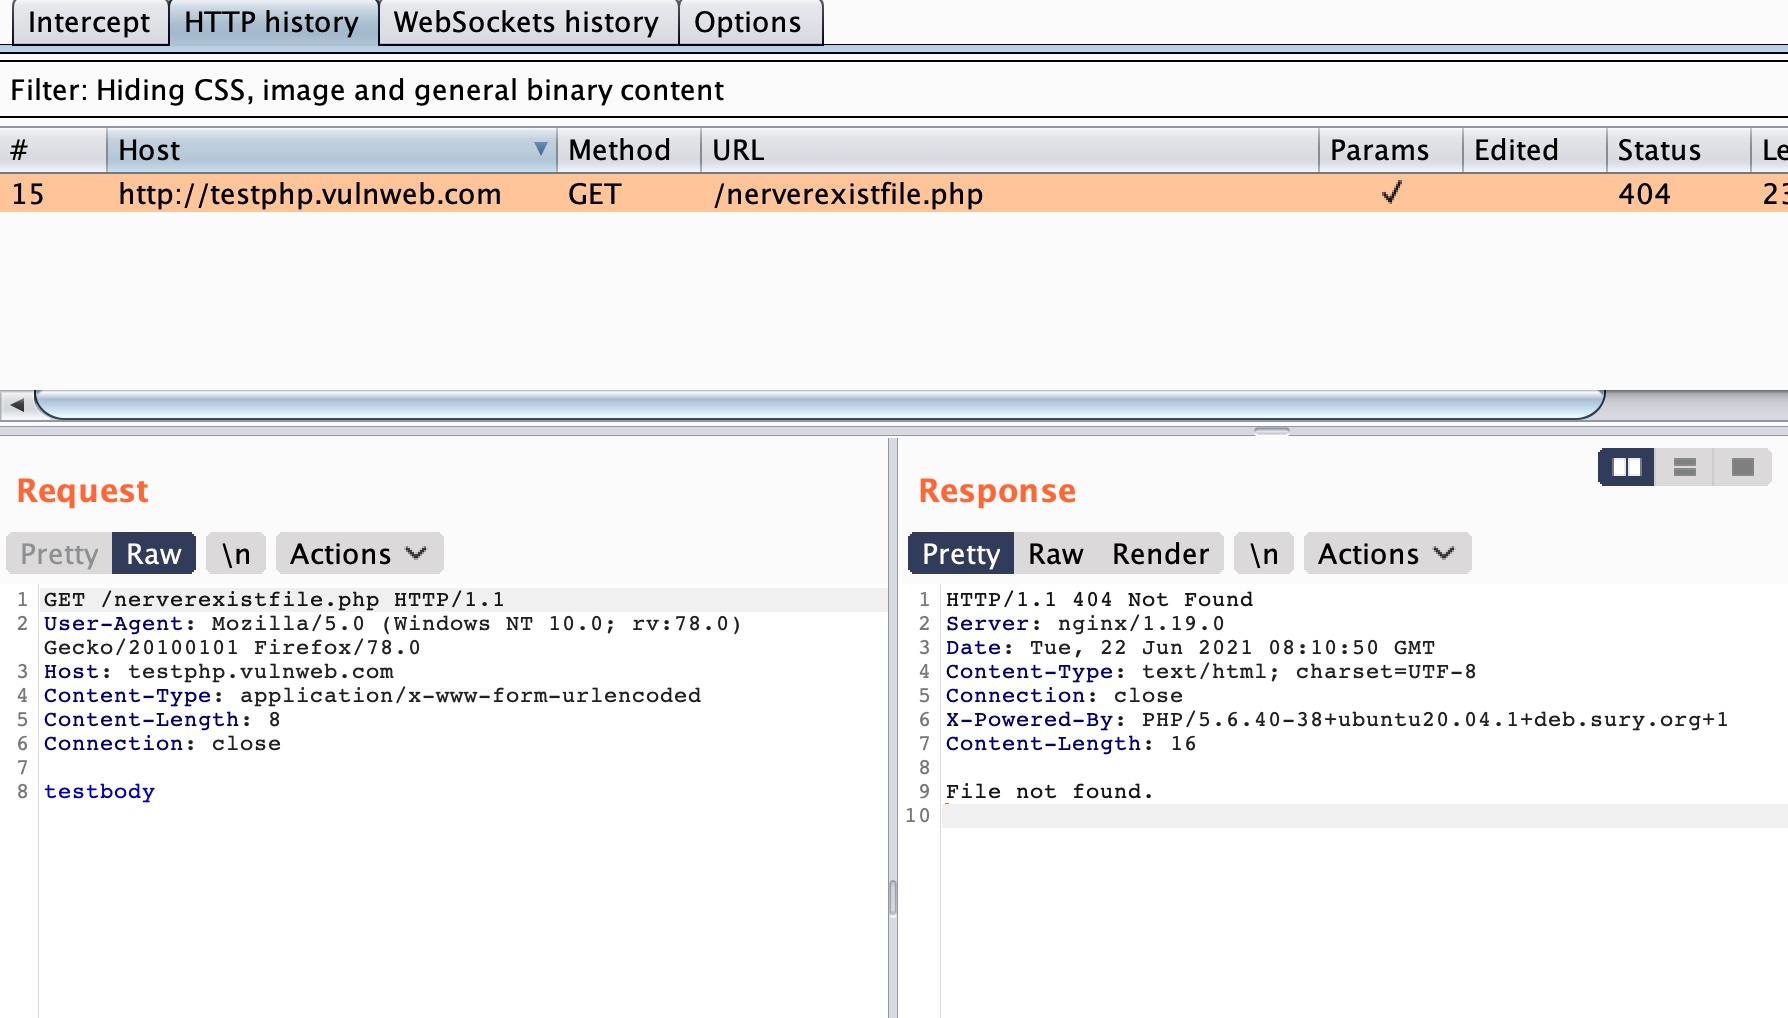 Intercept HTTP history WebSockets history Options
Filter: Hiding CSS, image and general binary content
# Host Method URL Params Edited Status Le
15 http://testphp.vulnweb.com GET /nerverexistfile.php ✓ 404 23
Request
Pretty Raw \n Actions
1 GET /nerverexistfile.php HTTP/1.1
2 User-Agent: Mozilla/5.0 (Windows NT 10.0; rv:78.0)
Gecko/20100101 Firefox/78.0
3 Host: testphp.vulnweb.com
4 Content-Type: application/x-www-form-urlencoded
5 Content-Length: 8
6 Connection: close
7
8 testbody
Response
Pretty Raw Render \n Actions
1 HTTP/1.1 404 Not Found
2 Server: nginx/1.19.0
3 Date: Tue, 22 Jun 2021 08:10:50 GMT
4 Content-Type: text/html; charset=UTF-8
5 Connection: close
6 X-Powered-By: PHP/5.6.40-38+ubuntu20.04.1+deb.sury.org+1
7 Content-Length: 16
8
9 File not found.
10